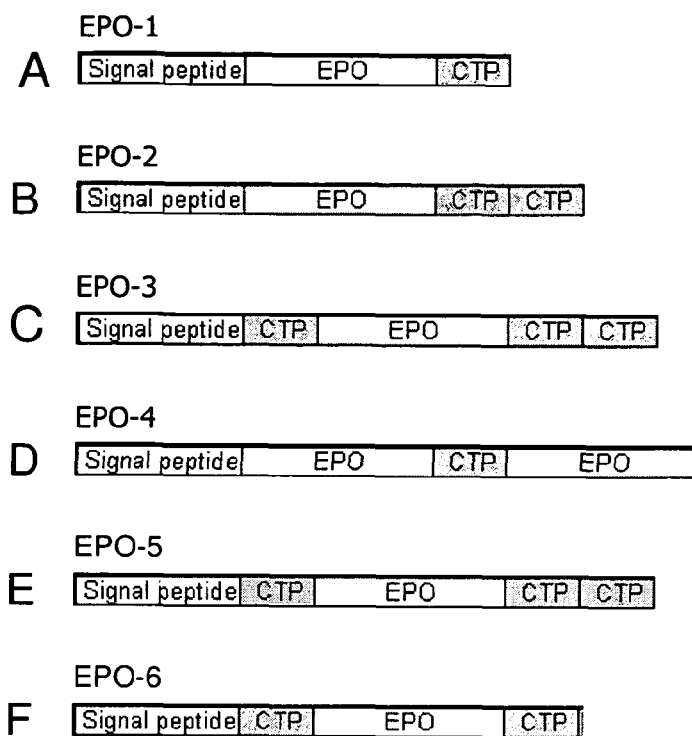 EPO-1
A Signal peptide EPO CTP
EPO-2
B Signal peptide EPO CTP CTP
EPO-3
C Signal peptide CTP EPO CTP CTP
EPO-4
D Signal peptide EPO CTP EPO
EPO-5
E Signal peptide CTP EPO CTP CTP
EPO-6
F Signal peptide CTP EPO CTP